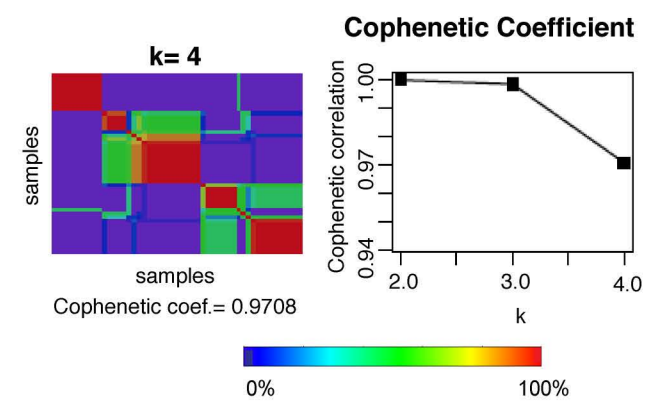 Cophenetic Coefficient
k= 4
samples
samples
Cophenetic coef.= 0.9708
Cophenetic correlation
1.00
0.97
0.94
2.0
3.0
4.0
k
0%
100%